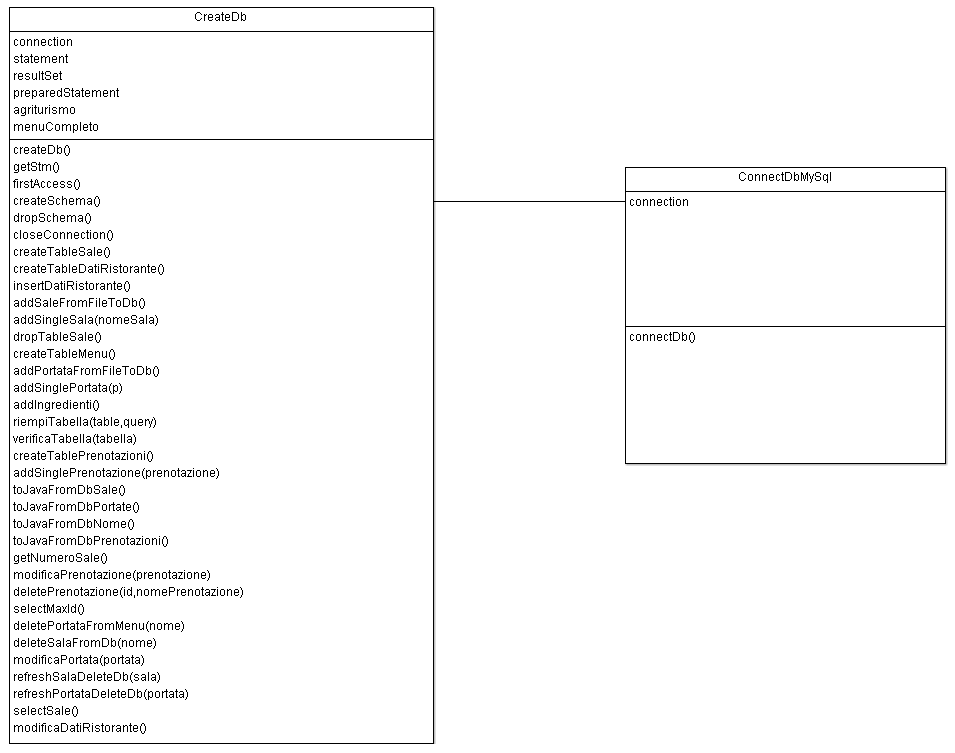 CreateDb
connection
statement
resultSet
preparedStatement
agriturismo
menuCompleto
createDb()
getStm()
firstAccess()
createSchema()
dropSchema()
closeConnection()
createTableSale()
createTableDatiRistorante()
insertDatiRistorante()
addSaleFromFileToDb()
addSingleSala(nomeSala)
dropTableSale()
createTableMenu()
addPortataFromFileToDb()
addSinglePortata(p)
addIngredienti()
riempiTabella(table,query)
verificaTabella(tabella)
createTablePrenotazioni()
addSinglePrenotazione(prenotazione)
toJavaFromDbSale()
toJavaFromDbPortate()
toJavaFromDbNome()
toJavaFromDbPrenotazioni()
getNumeroSale()
modificaPrenotazione(prenotazione)
deletePrenotazione(id,nomePrenotazione)
selectMaxId()
deletePortataFromMenu(nome)
deleteSalaFromDb(nome)
modificaPortata(portata)
refreshSalaDeleteDb(sala)
refreshPortataDeleteDb(portata)
selectSale()
modificaDatiRistorante()
ConnectDbMySql
connection
connectDb()